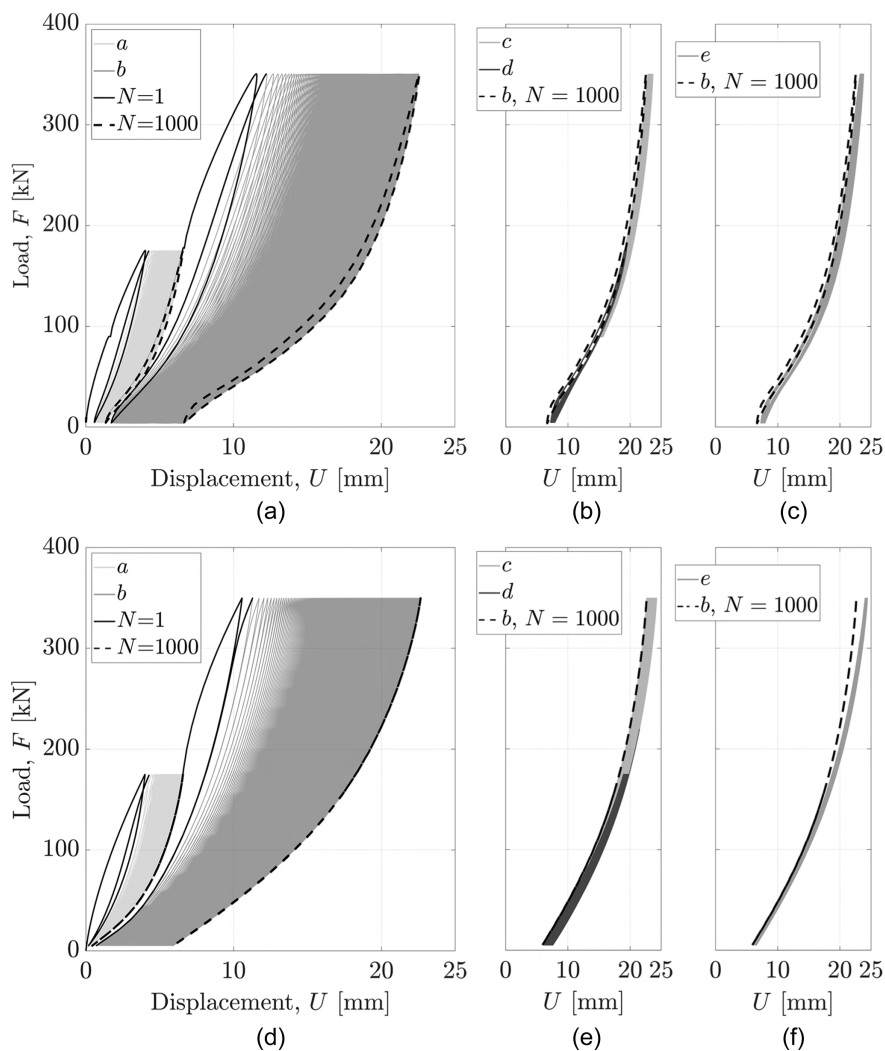 400
300
200
100
0
Load, F [kN]
a
b
N=1
N=1000
0
10
20
25
Displacement, U [mm]
(a)
c
d
b, N = 1000
0
10
20 25
U [mm]
(b)
e
b, N = 1000
0
10
20 25
U [mm]
(c)
400
300
200
100
0
Load, F [kN]
a
b
N=1
N=1000
0
10
20
25
Displacement, U [mm]
(d)
c
d
b, N = 1000
0
10
20 25
U [mm]
(e)
e
b, N = 1000
0
10
20 25
U [mm]
(f)